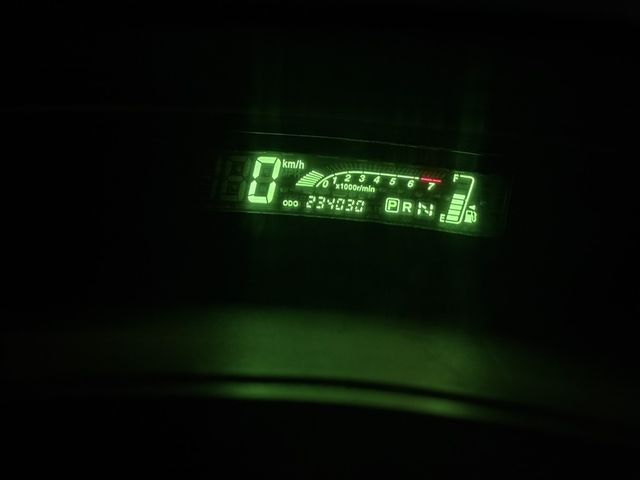 0 km/h
0 1 2 3 4 5 6 7
x1000r/min
F
ODO 234030 P R N
E